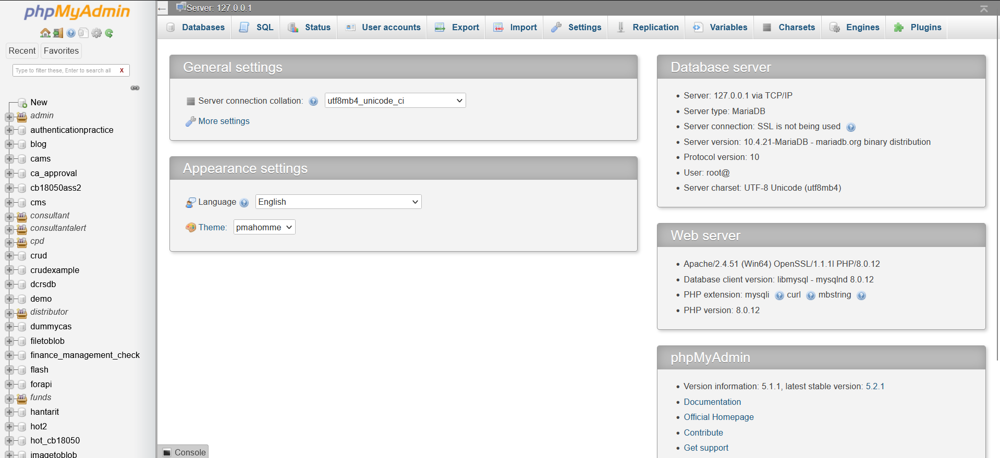 phpMyAdmin
Recent Favorites
Type to filter these, Enter to search all X
New
admin
authenticationpractice
blog
cams
ca_approval
cb18050ass2
cms
consultant
consultantalert
cpd
crud
crudexample
dcrsdb
demo
distributor
dummycas
filetoblob
finance_management_check
flash
forapi
funds
hantarit
hot2
hot_cb18050
imagetoblob
Server: 127.0.0.1
Databases SQL Status User accounts Export Import Settings Replication Variables Charsets Engines Plugins
General settings
Server connection collation: utf8mb4_unicode_ci
More settings
Appearance settings
Language English
Theme: pmahomme
Database server
Server: 127.0.0.1 via TCP/IP
Server type: MariaDB
Server connection: SSL is not being used
Server version: 10.4.21-MariaDB - mariadb.org binary distribution
Protocol version: 10
User: root@
Server charset: UTF-8 Unicode (utf8mb4)
Web server
Apache/2.4.51 (Win64) OpenSSL/1.1.1l PHP/8.0.12
Database client version: libmysql - mysqlnd 8.0.12
PHP extension: mysqli curl mbstring
PHP version: 8.0.12
phpMyAdmin
Version information: 5.1.1, latest stable version: 5.2.1
Documentation
Official Homepage
Contribute
Get support
Console